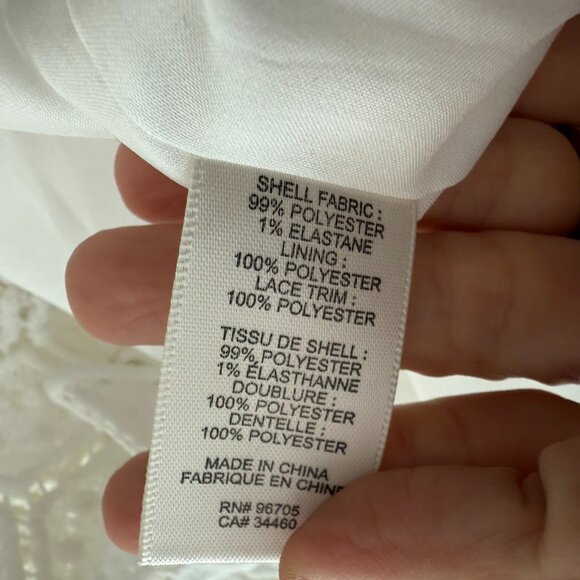 SHELL FABRIC :
99% POLYESTER
1% ELASTANE
LINING :
100% POLYESTER
LACE TRIM :
100% POLYESTER
TISSU DE SHELL :
99% POLYESTER
1% ÉLASTHANNE
DOUBLURE :
100% POLYESTER
DENTELLE :
100% POLYESTER
MADE IN CHINA
FABRIQUE EN CHINE
RN# 96705
CA# 34460